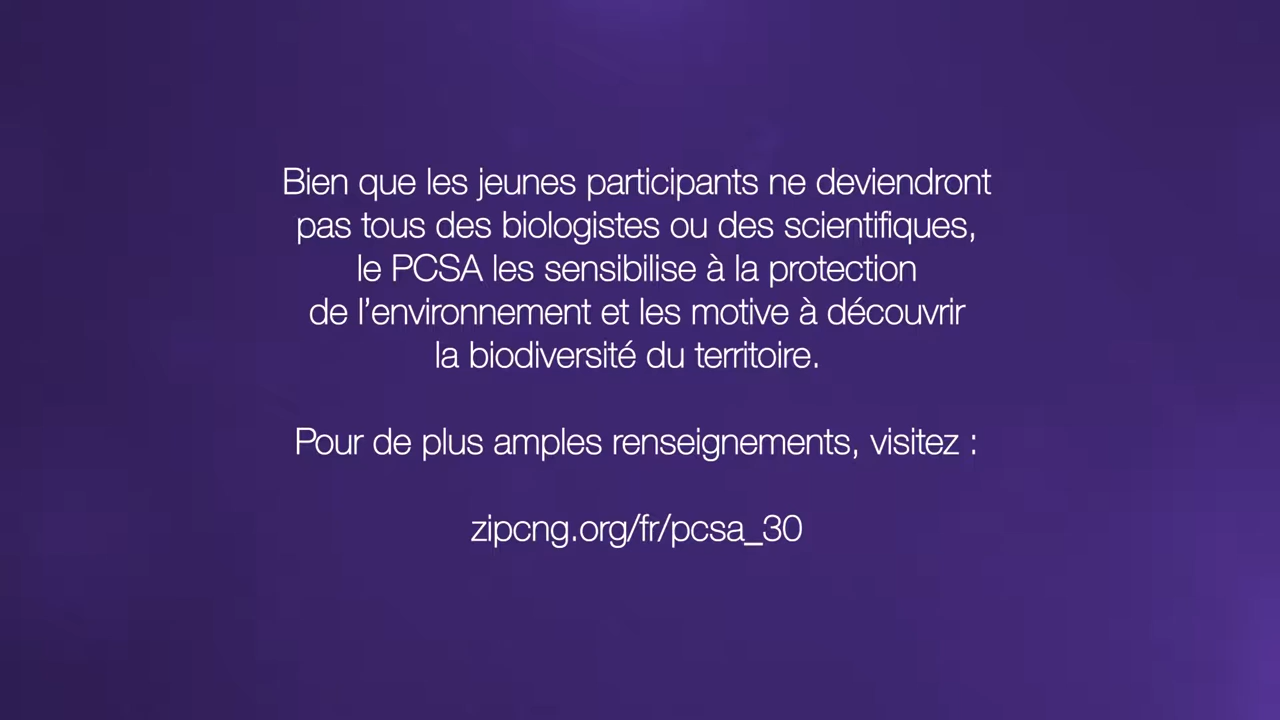 Bien que les jeunes participants ne deviendront
pas tous des biologistes ou des scientifiques,
le PCSA les sensibilise à la protection
de l’environnement et les motive à découvrir
la biodiversité du territoire.
Pour de plus amples renseignements, visitez :
zipcng.org/fr/pcsa_30